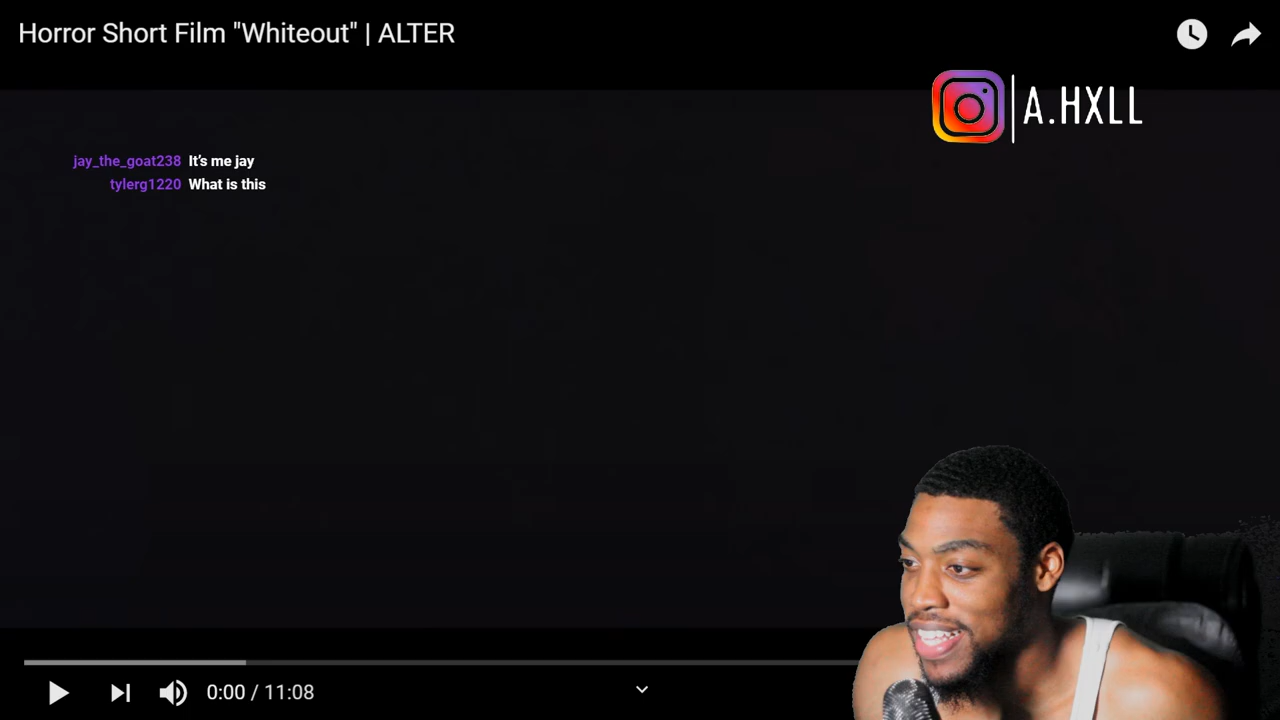 Horror Short Film "Whiteout" | ALTER
A.HXLL
jay_the_goat238 It's me jay
tylerg1220 What is this
0:00 / 11:08